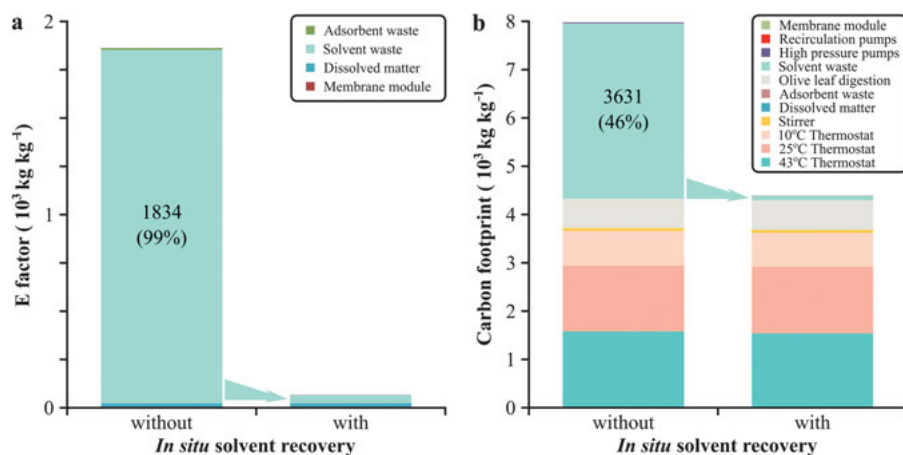 a
E factor ( 10³ kg kg⁻¹)
2
1
0
1834
(99%)
Adsorbent waste
Solvent waste
Dissolved matter
Membrane module
without
with
In situ solvent recovery
b
Carbon footprint ( 10³ kg kg⁻¹)
8
7
6
5
4
3
2
1
0
3631
(46%)
Membrane module
Recirculation pumps
High pressure pumps
Solvent waste
Olive leaf digestion
Adsorbent waste
Dissolved matter
Stirrer
10°C Thermostat
25°C Thermostat
43°C Thermostat
without
with
In situ solvent recovery